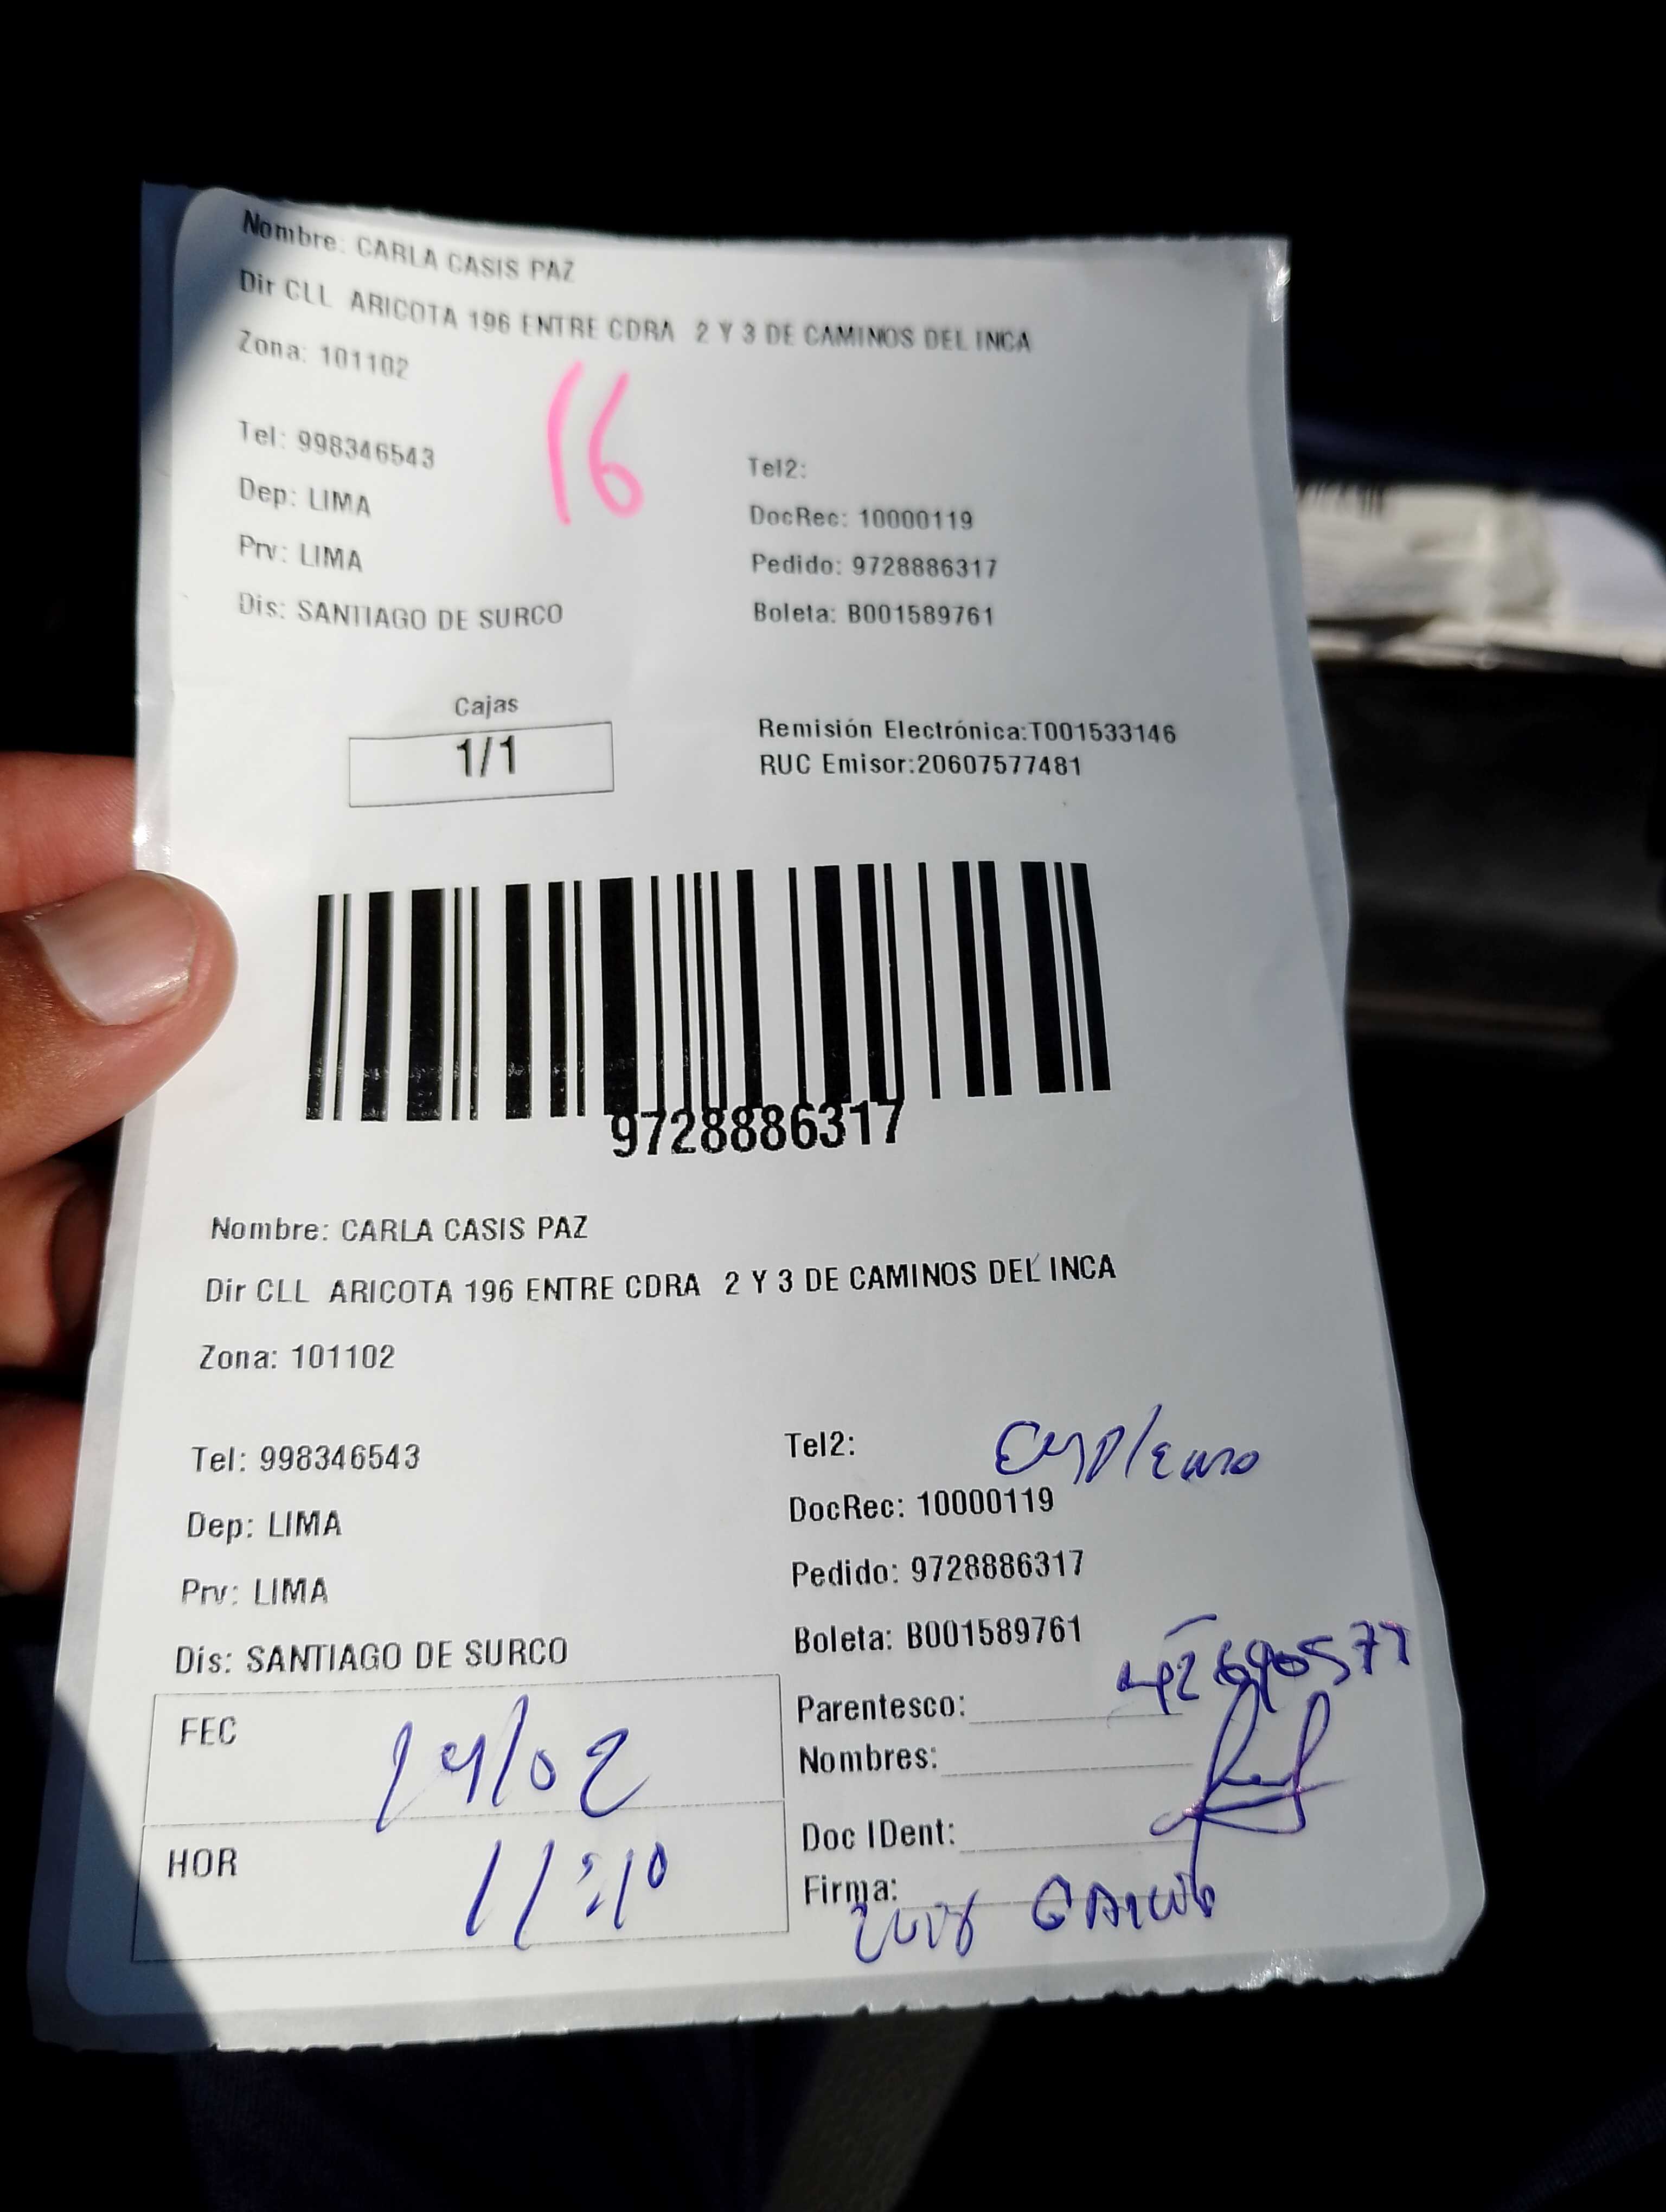 Nombre: CARLA CASIS PAZ
Dir CLL ARICOTA 196 ENTRE CDRA 2 Y 3 DE CAMINOS DEL INCA
Zona: 101102
16
Tel: 998346543
Tel2:
Dep: LIMA
DocRec: 10000119
Prv: LIMA
Pedido: 9728886317
Dis: SANTIAGO DE SURCO
Boleta: B001589761
Cajas
1/1
Remisión Electrónica:T001533146
RUC Emisor:20607577481
9728886317
Nombre: CARLA CASIS PAZ
Dir CLL ARICOTA 196 ENTRE CDRA 2 Y 3 DE CAMINOS DEL INCA
Zona: 101102
Tel: 998346543
Tel2:
Dep: LIMA
DocRec: 10000119
Prv: LIMA
Pedido: 9728886317
Dis: SANTIAGO DE SURCO
Boleta: B001589761
Parentesco:
Nombres:
Doc IDent:
Firma:
FEC
HOR 11:10